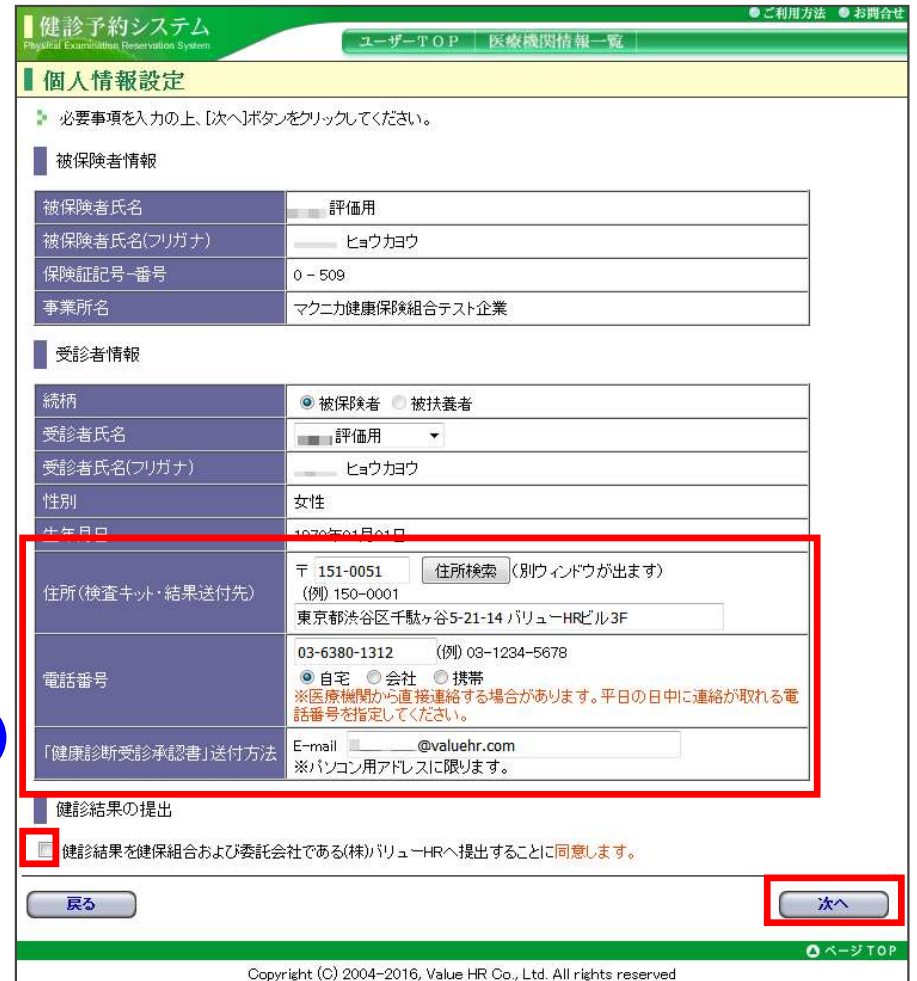 ●ご利用方法 ●お問合せ
健診予約システム
Physical Examination Reservation System
ユーザーTOP 医療機関情報一覧
個人情報設定
必要事項を入力の上、[次へ]ボタンをクリックしてください。
被保険者情報
被保険者氏名 評価用
被保険者氏名(フリガナ) ヒョウカヨウ
保険証記号-番号 0 - 509
事業所名 マクニカ健康保険組合テスト企業
受診者情報
続柄 被保険者 被扶養者
受診者氏名 評価用
受診者氏名(フリガナ) ヒョウカヨウ
性別 女性
生年月日 1970年01月01日
住所(検査キット・結果送付先) 〒 151-0051 住所検索 (別ウィンドウが出ます)
(例) 150-0001
東京都渋谷区千駄ヶ谷5-21-14 バリューHRビル3F
電話番号 03-6380-1312 (例) 03-1234-5678
自宅 会社 携帯
※医療機関から直接連絡する場合があります。平日の日中に連絡が取れる電
話番号を指定してください。
「健康診断受診承認書」送付方法 E-mail @valuehr.com
※パソコン用アドレスに限ります。
健診結果の提出
健診結果を健保組合および委託会社である(株)バリューHRへ提出することに同意します。
戻る 次へ
ページTOP
Copyright (C) 2004-2016, Value HR Co., Ltd. All rights reserved